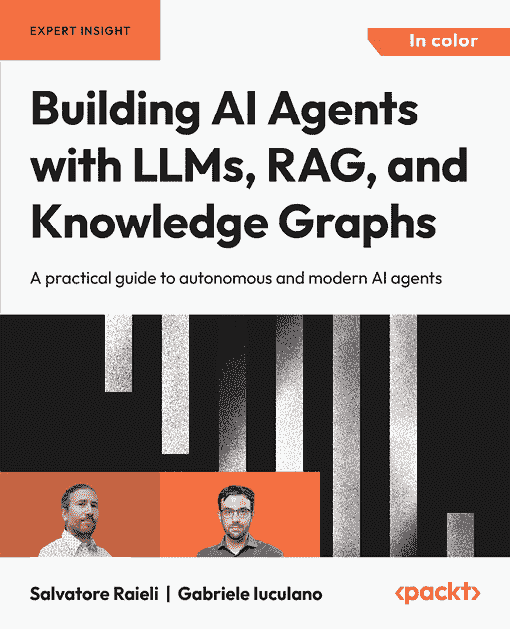 EXPERT INSIGHT
In color
Building AI Agents
with LLMs, RAG, and
Knowledge Graphs
A practical guide to autonomous and modern AI agents
Salvatore Raieli | Gabriele Iuculano
<packt>